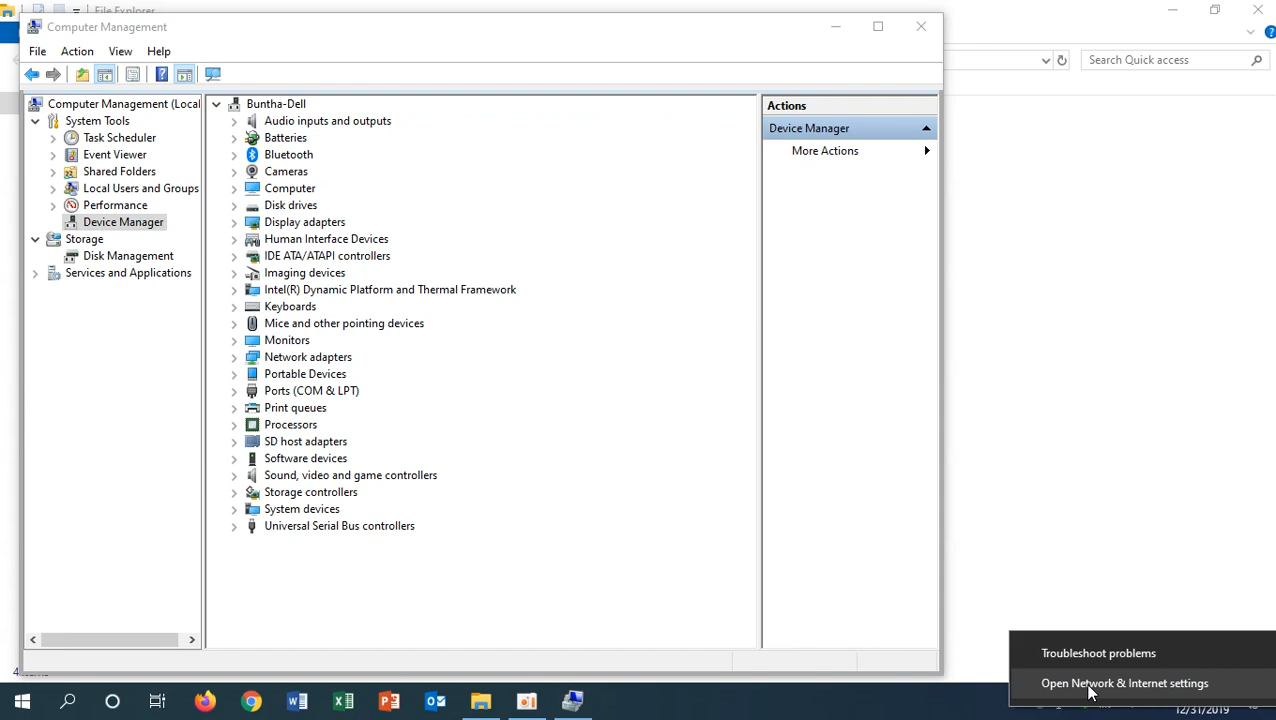 File Explorer
Computer Management
File Action View Help
Search Quick access
Computer Management (Local
System Tools
Task Scheduler
Event Viewer
Shared Folders
Local Users and Groups
Performance
Device Manager
Storage
Disk Management
Services and Applications
Buntha-Dell
Audio inputs and outputs
Batteries
Bluetooth
Cameras
Computer
Disk drives
Display adapters
Human Interface Devices
IDE ATA/ATAPI controllers
Imaging devices
Intel(R) Dynamic Platform and Thermal Framework
Keyboards
Mice and other pointing devices
Monitors
Network adapters
Portable Devices
Ports (COM & LPT)
Print queues
Processors
SD host adapters
Software devices
Sound, video and game controllers
Storage controllers
System devices
Universal Serial Bus controllers
Actions
Device Manager
More Actions
Troubleshoot problems
Open Network & Internet settings
12/31/2019